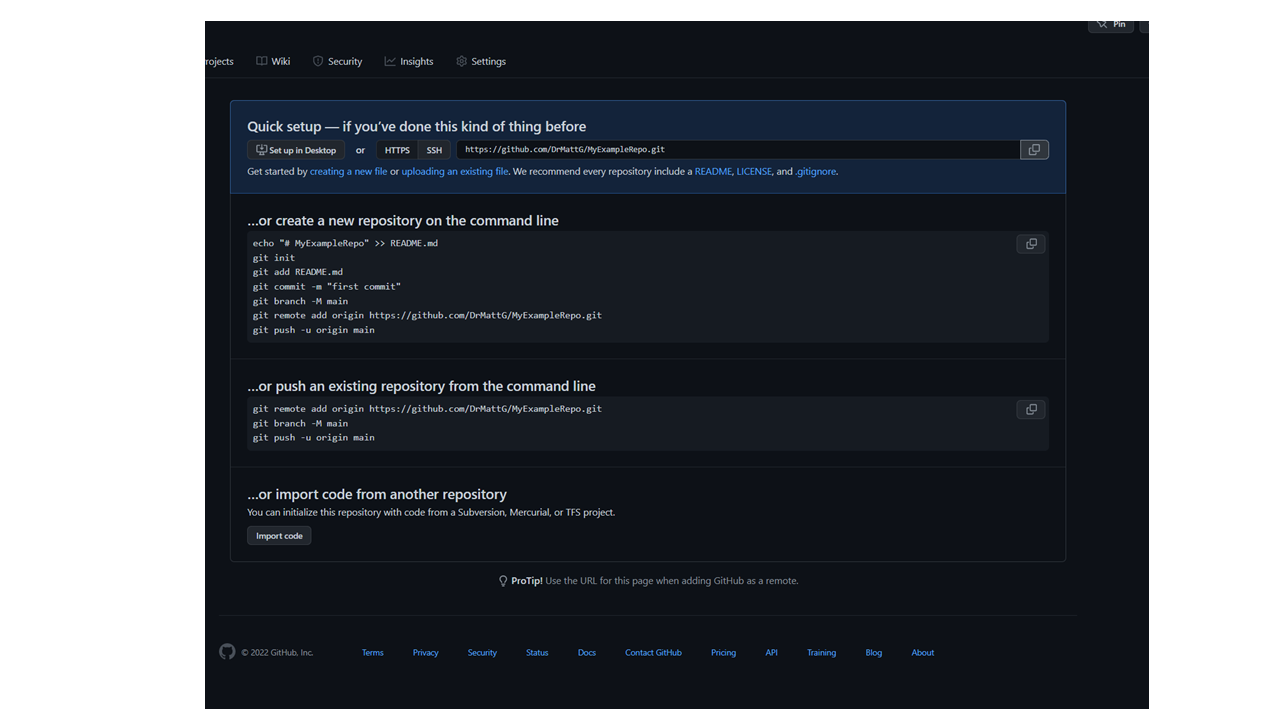 Pin
rojects Wiki Security Insights Settings
Quick setup — if you've done this kind of thing before
Set up in Desktop or HTTPS SSH https://github.com/DrMattG/MyExampleRepo.git
Get started by creating a new file or uploading an existing file. We recommend every repository include a README, LICENSE, and .gitignore.
...or create a new repository on the command line
echo "# MyExampleRepo" >> README.md
git init
git add README.md
git commit -m "first commit"
git branch -M main
git remote add origin https://github.com/DrMattG/MyExampleRepo.git
git push -u origin main
...or push an existing repository from the command line
git remote add origin https://github.com/DrMattG/MyExampleRepo.git
git branch -M main
git push -u origin main
...or import code from another repository
You can initialize this repository with code from a Subversion, Mercurial, or TFS project.
Import code
ProTip! Use the URL for this page when adding GitHub as a remote.
© 2022 GitHub, Inc. Terms Privacy Security Status Docs Contact GitHub Pricing API Training Blog About